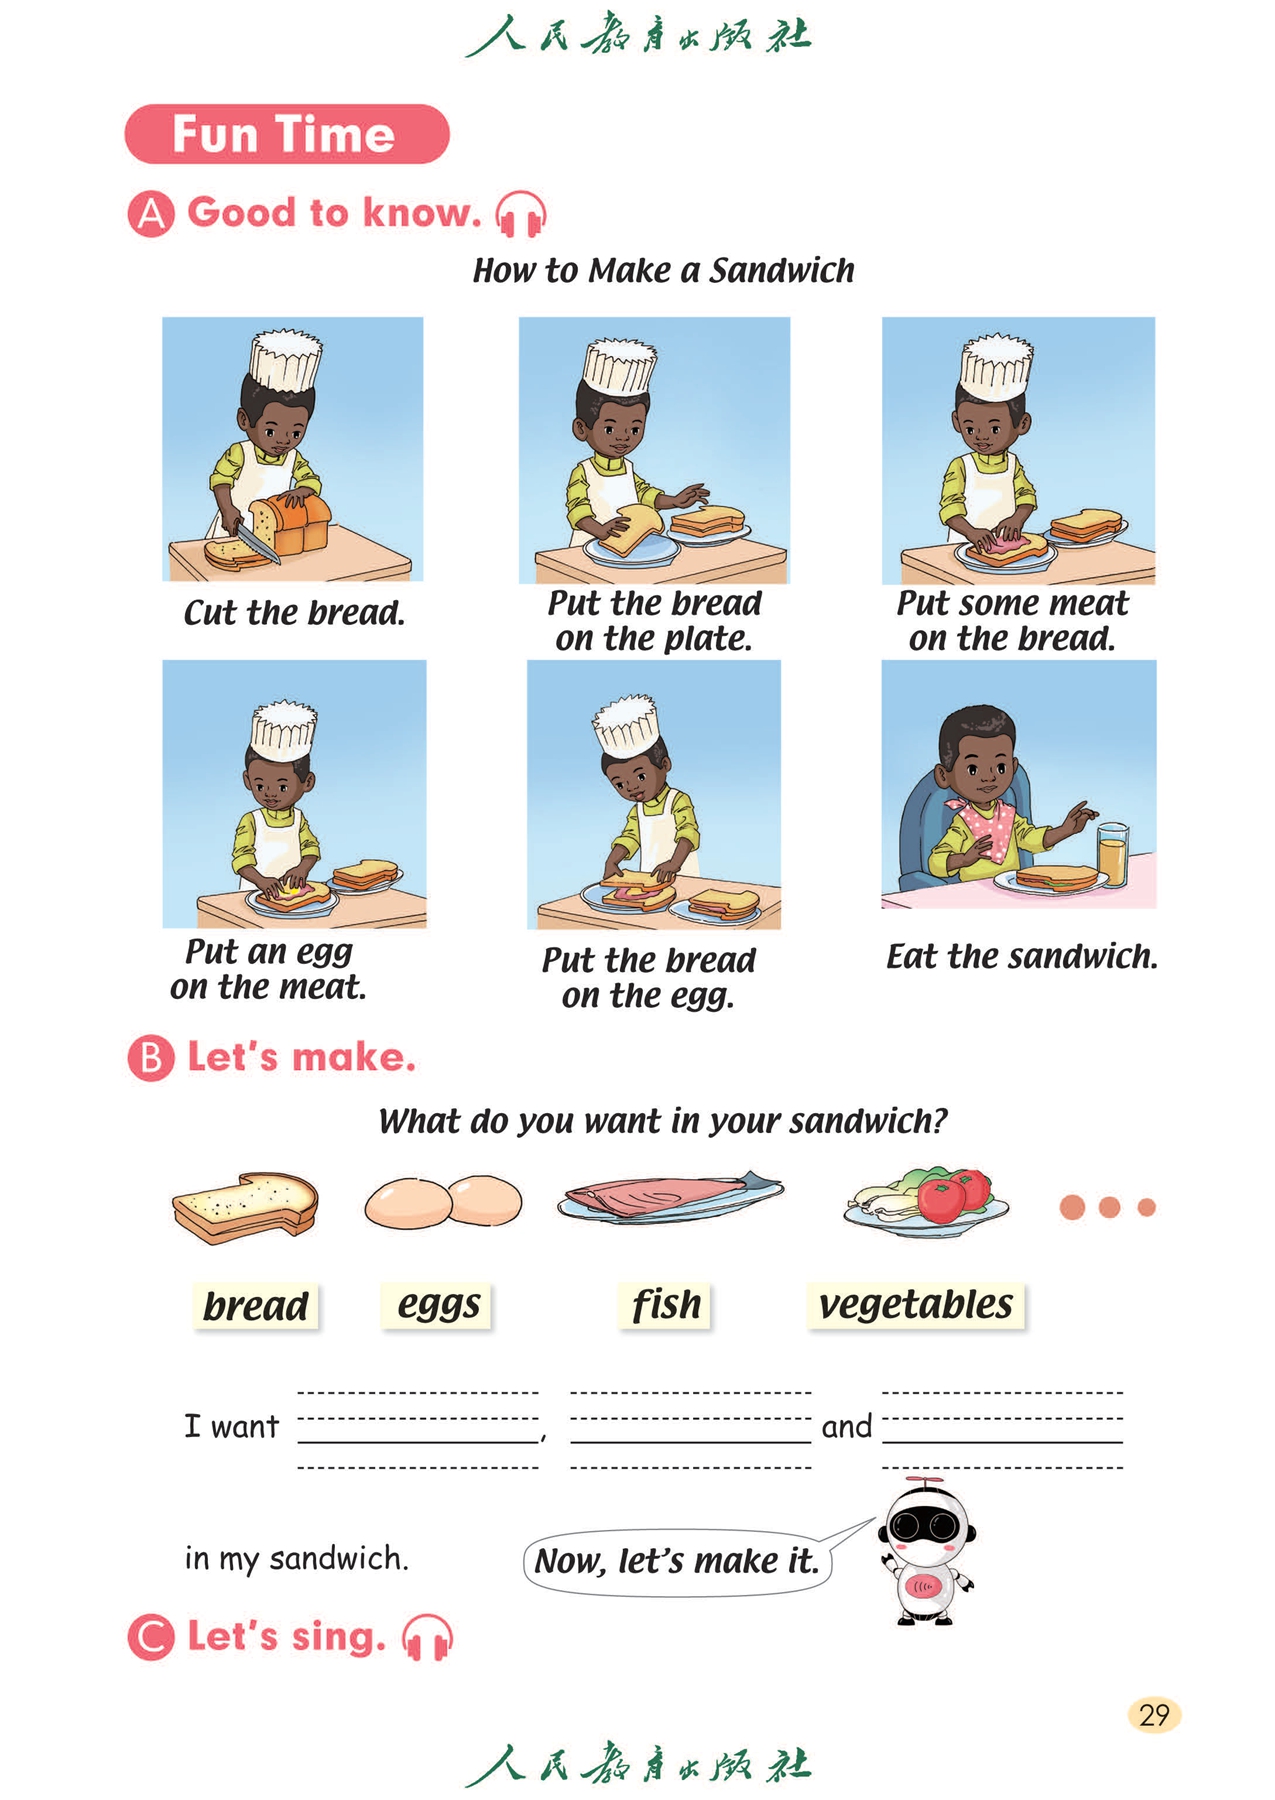 人民教育出版社
Fun Time
A Good to know.
How to Make a Sandwich
Cut the bread.
Put the bread
on the plate.
Put some meat
on the bread.
Put an egg
on the meat.
Put the bread
on the egg.
Eat the sandwich.
B Let's make.
What do you want in your sandwich?
bread eggs fish vegetables
I want , and
in my sandwich.
Now, let's make it.
C Let's sing.
29
人民教育出版社